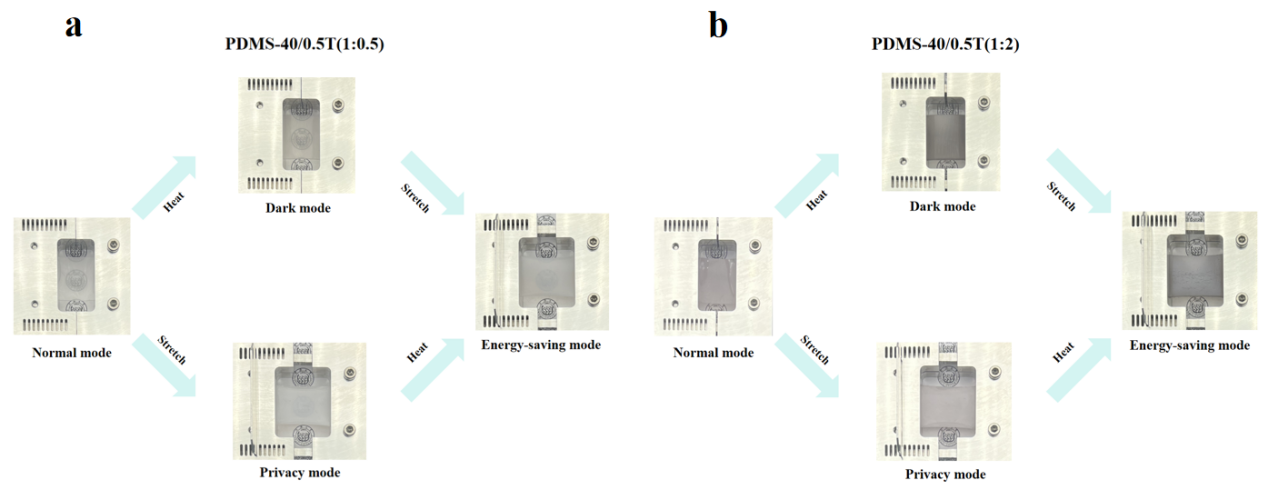 a
PDMS-40/0.5T(1:0.5)
Heat
Dark mode
Stretch
Normal mode
Stretch
Privacy mode
Heat
Energy-saving mode
b
PDMS-40/0.5T(1:2)
Heat
Dark mode
Stretch
Normal mode
Stretch
Privacy mode
Heat
Energy-saving mode